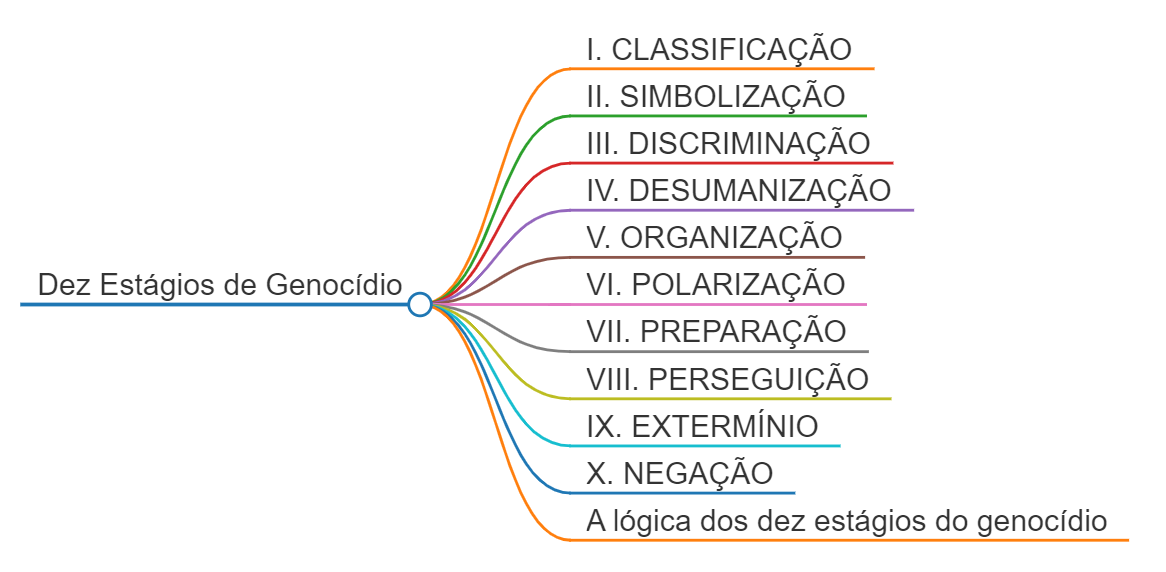 Dez Estágios de Genocídio
I. CLASSIFICAÇÃO
II. SIMBOLIZAÇÃO
III. DISCRIMINAÇÃO
IV. DESUMANIZAÇÃO
V. ORGANIZAÇÃO
VI. POLARIZAÇÃO
VII. PREPARAÇÃO
VIII. PERSEGUIÇÃO
IX. EXTERMÍNIO
X. NEGAÇÃO
A lógica dos dez estágios do genocídio